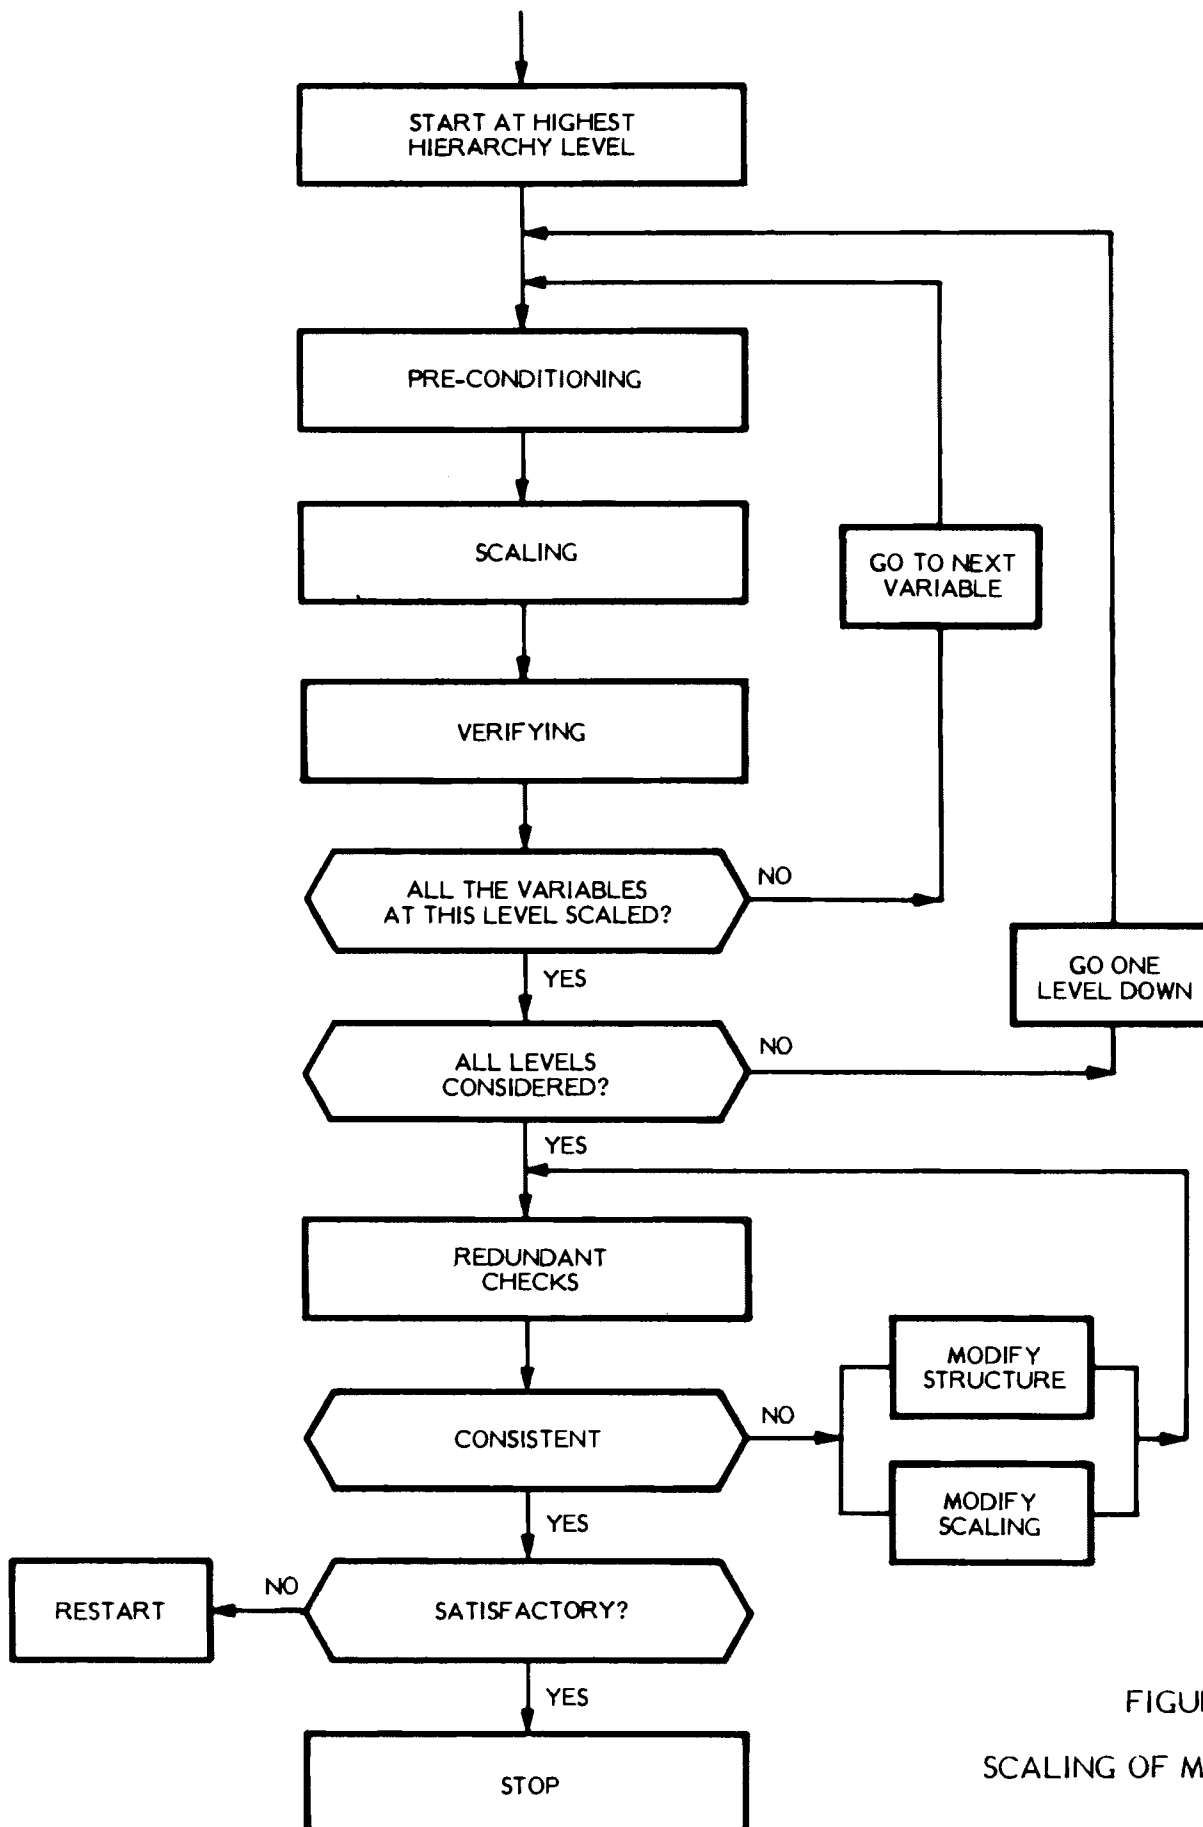 START AT HIGHEST
HIERARCHY LEVEL
PRE-CONDITIONING
SCALING
GO TO NEXT
VARIABLE
VERIFYING
ALL THE VARIABLES
AT THIS LEVEL SCALED?
NO
YES
GO ONE
LEVEL DOWN
ALL LEVELS
CONSIDERED?
NO
YES
REDUNDANT
CHECKS
MODIFY
STRUCTURE
CONSISTENT
NO
MODIFY
SCALING
YES
RESTART
NO
SATISFACTORY?
YES
STOP
SCALING OF